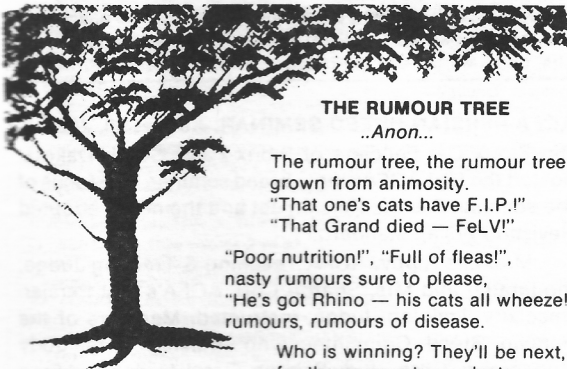 THE RUMOUR TREE
Anon...
The rumour tree, the rumour tree
grown from animosity.
"That one's cats have F.I.P.!"
"That Grand died — FeLV!"
"Poor nutrition!", "Full of fleas!",
nasty rumours sure to please,
"He's got Rhino — his cats all wheeze!
rumours, rumours of disease.
Who is winning? They'll be next,